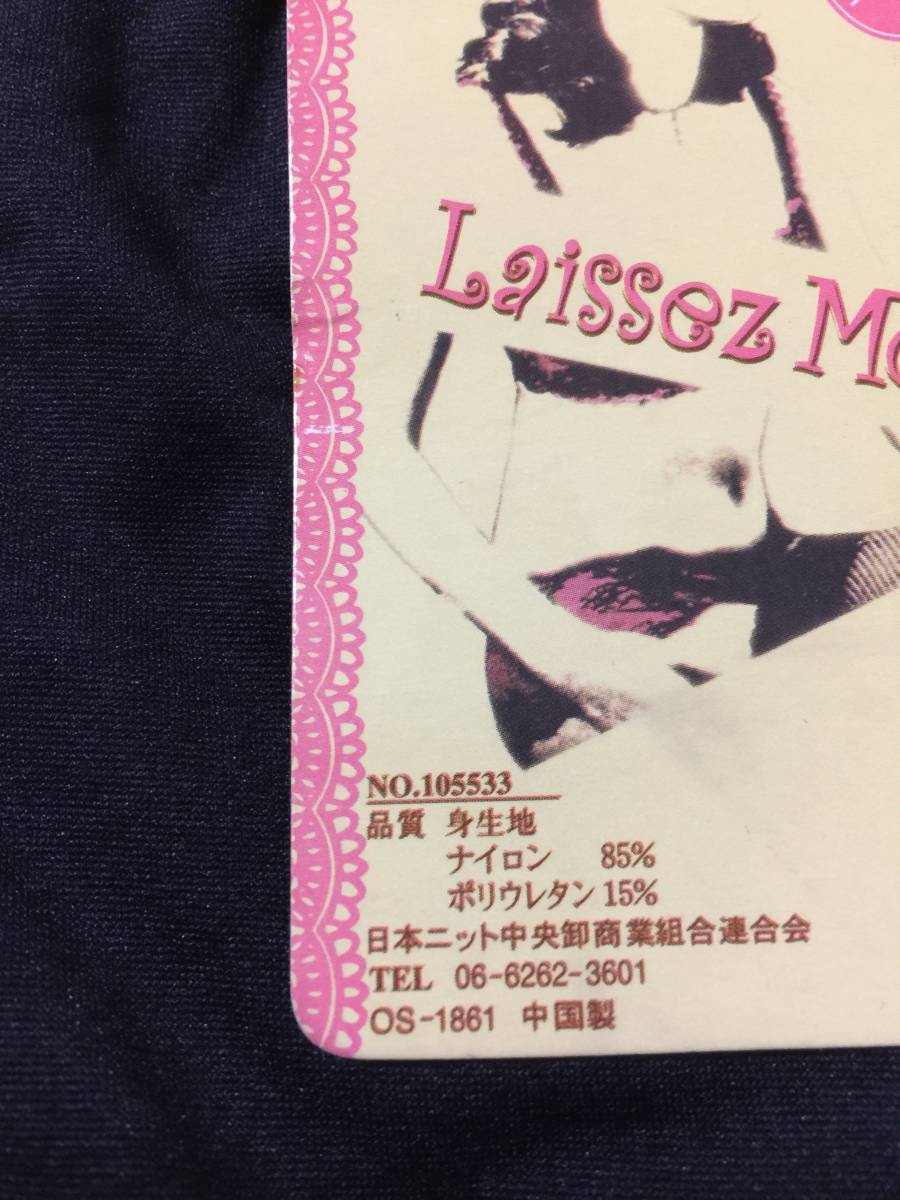 Laissez Mo
NO.105533
品質 身生地
ナイロン 85%
ポリウレタン 15%
日本ニット中央卸商業組合連合会
TEL 06-6262-3601
OS-1861 中国製